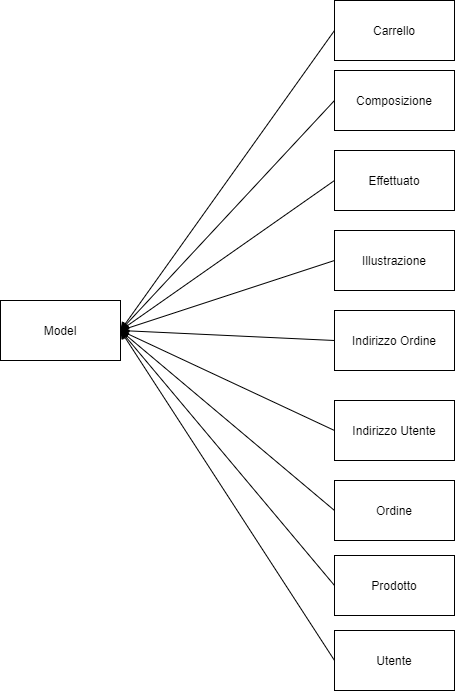 Carrello
Composizione
Effettuato
Illustrazione
Model
Indirizzo Ordine
Indirizzo Utente
Ordine
Prodotto
Utente